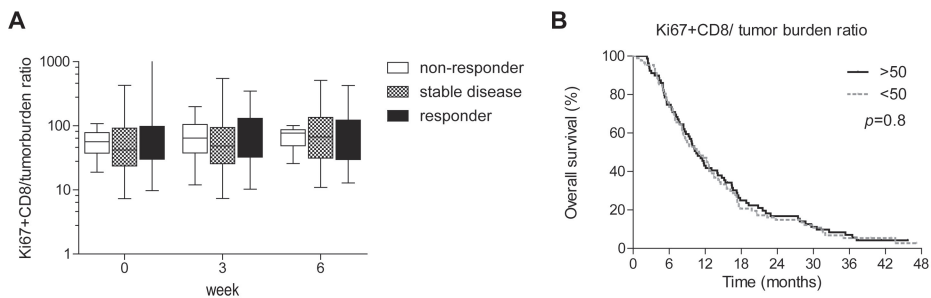 A
Ki67+CD8/tumorburden ratio
1000
100
10
1
0
3
6
week
non-responder
stable disease
responder
B
Ki67+CD8/ tumor burden ratio
Overall survival (%)
100
80
60
40
20
0
0 6 12 18 24 30 36 42 48
Time (months)
>50
<50
p=0.8